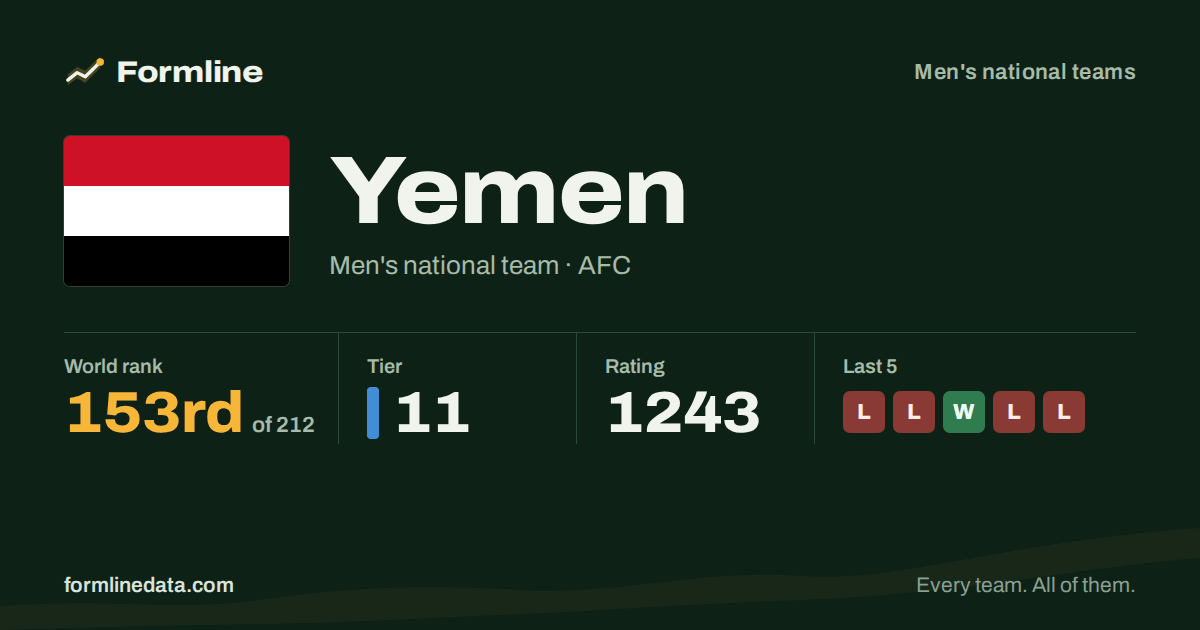 Formline
Men's national teams
Yemen
Men's national team · AFC
World rank
153rd of 212
Tier
11
Rating
1243
Last 5
L L W L L
formlinedata.com
Every team. All of them.